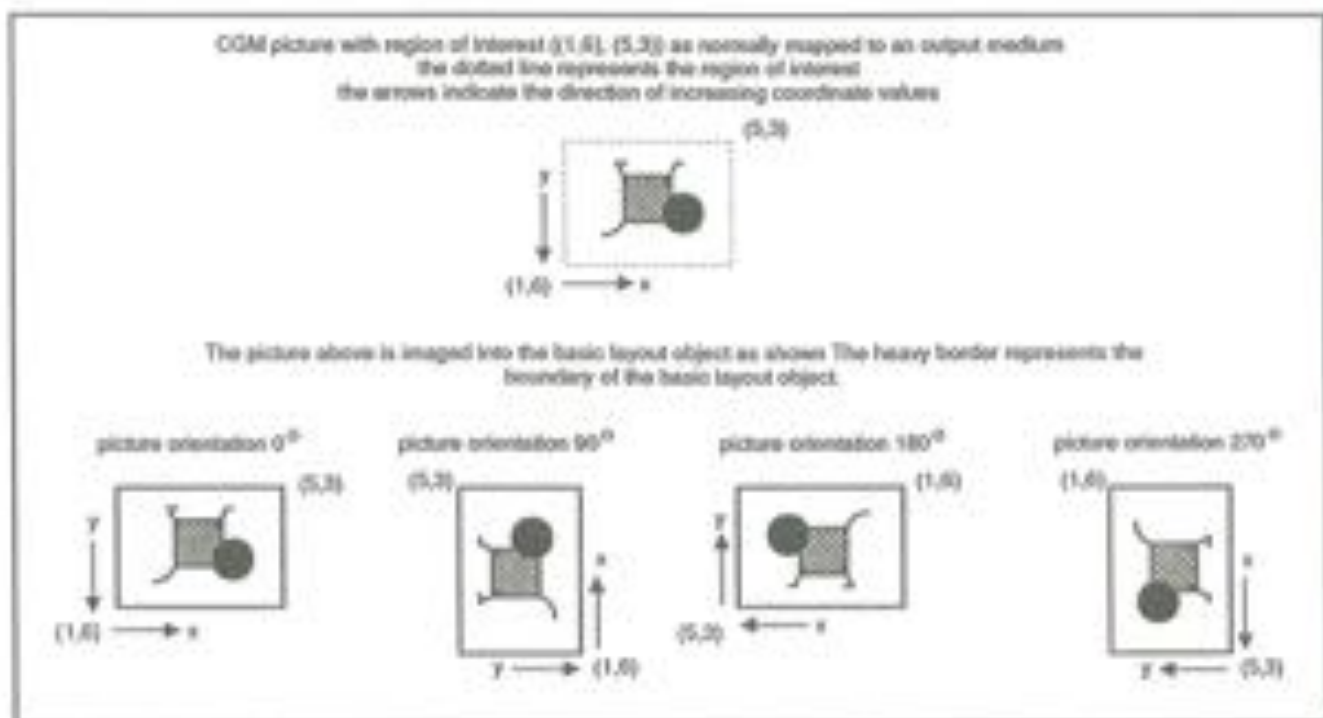 CGM picture with region of interest ((1,6), (5,3)) as normally mapped to an output medium
the dotted line represents the region of interest
the arrows indicate the direction of increasing coordinate values
(5,3)
y
(1,6)
x
The picture above is imaged into the basic layout object as shown The heavy border represents the
boundary of the basic layout object.
picture orientation 0°
picture orientation 90°
picture orientation 180°
picture orientation 270°
(5,3)
(5,3)
(1,6)
(1,6)
y
y
x
x
(1,6)
x
(5,3)
x
y
(1,6)
y
(5,3)